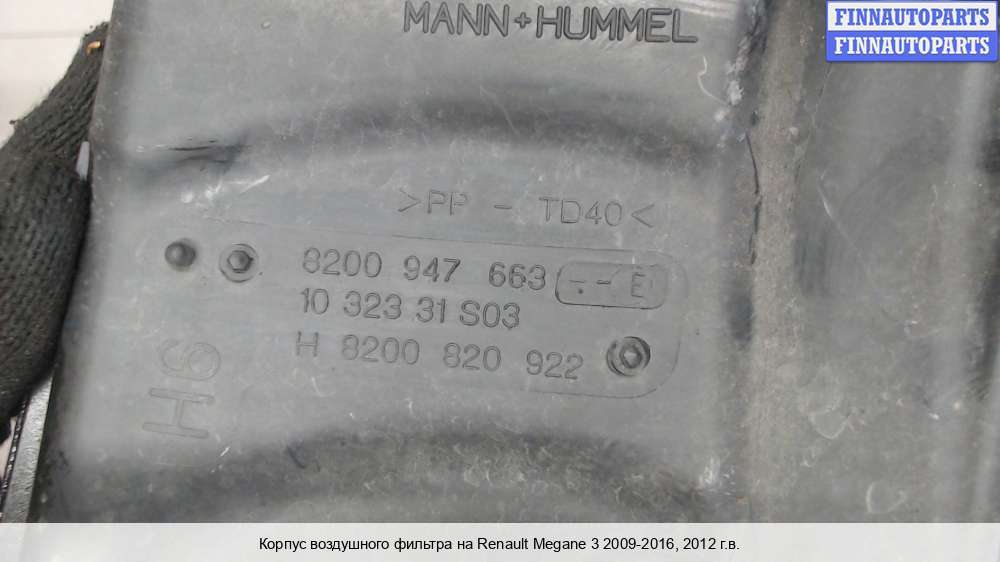 MANN+HUMMEL
FINNAUTOPARTS
FINNAUTOPARTS
>PP - TD40<
8200 947 663 --E
10 323 31 S03
H 8200 820 922
H6
Корпус воздушного фильтра на Renault Megane 3 2009-2016, 2012 г.в.